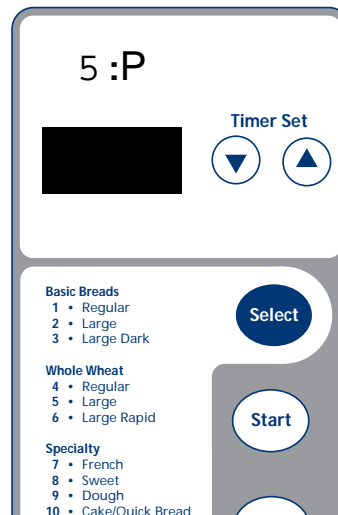 5 :P
Timer Set
Basic Breads
1 • Regular
2 • Large
3 • Large Dark
Select
Whole Wheat
4 • Regular
5 • Large
6 • Large Rapid
Start
Specialty
7 • French
8 • Sweet
9 • Dough
10 • Cake/Quick Bread